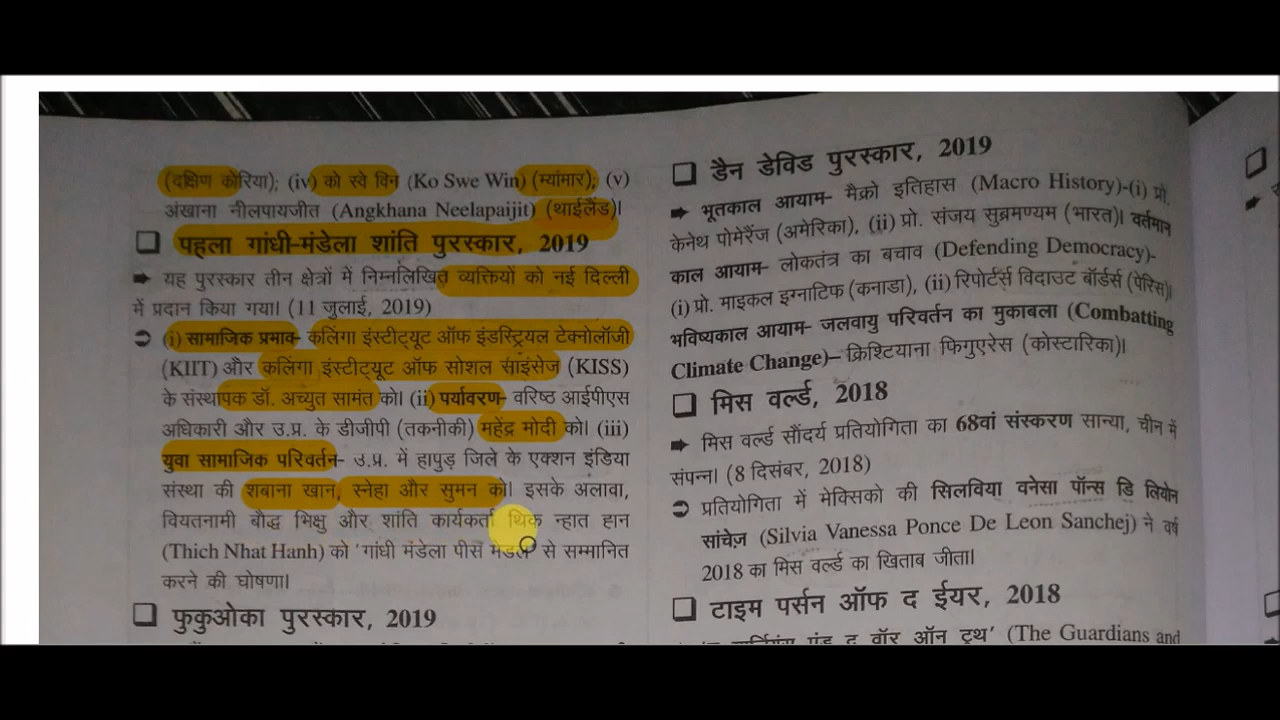 (दक्षिण कोरिया); (iv) को स्वे विन (Ko Swe Win) (म्यांमार); (v)
अंखाना नीलपायजीत (Angkhana Neelapaijit) (थाईलैंड)।
❑ पहला गांधी-मंडेला शांति पुरस्कार, 2019
➡ यह पुरस्कार तीन क्षेत्रों में निम्नलिखित व्यक्तियों को नई दिल्ली
में प्रदान किया गया। (11 जुलाई, 2019)
➲ (i) सामाजिक प्रभाव- कलिंगा इंस्टीट्यूट ऑफ इंडस्ट्रियल टेक्नोलॉजी
(KIIT) और कलिंगा इंस्टीट्यूट ऑफ सोशल साइंसेज (KISS)
के संस्थापक डॉ. अच्युत सामंत को। (ii) पर्यावरण- वरिष्ठ आईपीएस
अधिकारी और उ.प्र. के डीजीपी (तकनीकी) महेंद्र मोदी को। (iii)
युवा सामाजिक परिवर्तन- उ.प्र. में हापुड़ जिले के एक्शन इंडिया
संस्था की शबाना खान, स्नेहा और सुमन को। इसके अलावा,
वियतनामी बौद्ध भिक्षु और शांति कार्यकर्ता थिक न्हात हान
(Thich Nhat Hanh) को 'गांधी मंडेला पीस मेडल' से सम्मानित
करने की घोषणा।
❑ फुकुओका पुरस्कार, 2019
❑ डैन डेविड पुरस्कार, 2019
➡ भूतकाल आयाम- मैक्रो इतिहास (Macro History)-(i) प्रो.
केनेथ पोमेरैंज (अमेरिका), (ii) प्रो. संजय सुब्रमण्यम (भारत)। वर्तमान
काल आयाम- लोकतंत्र का बचाव (Defending Democracy)-
(i) प्रो. माइकल इग्नाटिफ (कनाडा), (ii) रिपोर्टर्स विदाउट बॉर्डर्स (पेरिस)।
भविष्यकाल आयाम- जलवायु परिवर्तन का मुकाबला (Combatting
Climate Change)– क्रिश्टियाना फिगुएरेस (कोस्टारिका)।
❑ मिस वर्ल्ड, 2018
➡ मिस वर्ल्ड सौंदर्य प्रतियोगिता का 68वां संस्करण सान्या, चीन में
संपन्न। (8 दिसंबर, 2018)
➲ प्रतियोगिता में मेक्सिको की सिलविया वनेसा पॉन्स डि लियोन
सांचेज़ (Silvia Vanessa Ponce De Leon Sanchej) ने वर्ष
2018 का मिस वर्ल्ड का खिताब जीता।
❑ टाइम पर्सन ऑफ द ईयर, 2018
द वॉर ऑन ट्रुथ' (The Guardians and